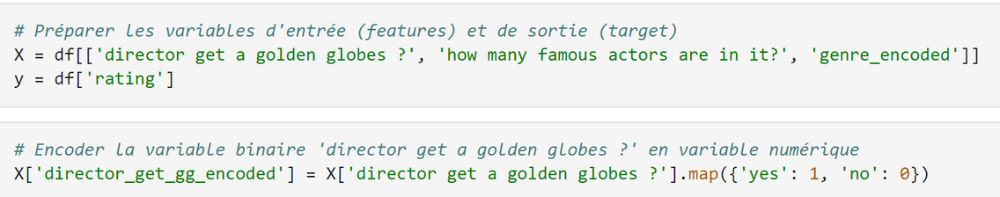 # Préparer les variables d'entrée (features) et de sortie (target)
X = df[['director get a golden globes ?', 'how many famous actors are in it?', 'genre_encoded']]
y = df['rating']
# Encoder la variable binaire 'director get a golden globes ?' en variable numérique
X['director_get_gg_encoded'] = X['director get a golden globes ?'].map({'yes': 1, 'no': 0})